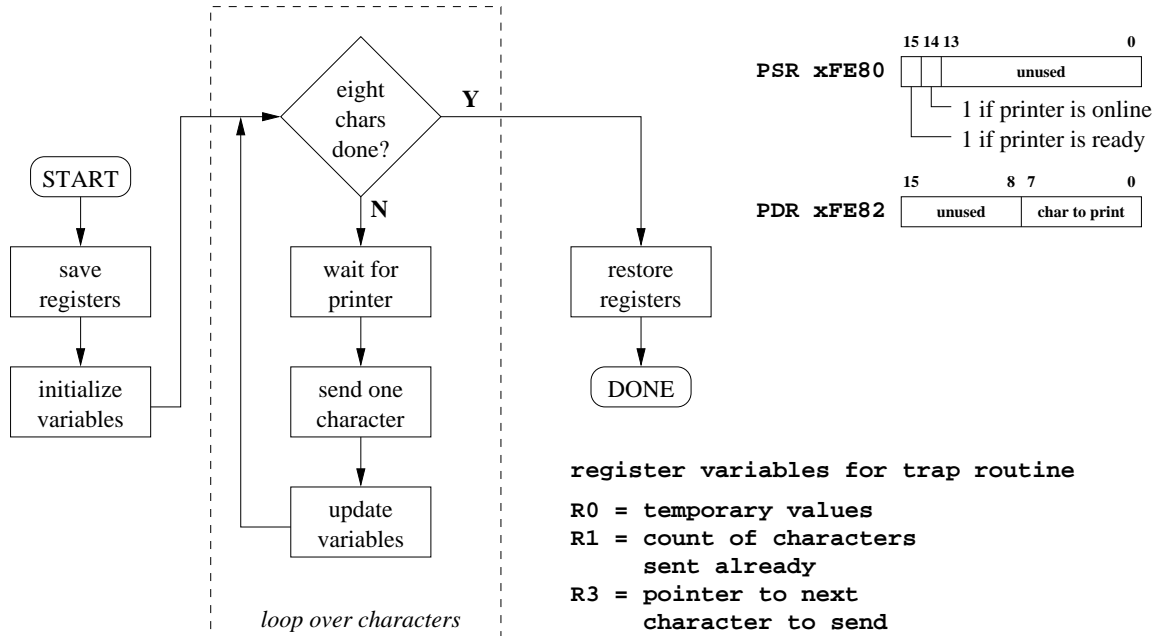 START
save
registers
initialize
variables
eight
chars
done?
Y
N
wait for
printer
send one
character
update
variables
loop over characters
restore
registers
DONE
15 14 13 0
PSR xFE80
unused
1 if printer is online
1 if printer is ready
15 8 7 0
PDR xFE82
unused char to print
register variables for trap routine
R0 = temporary values
R1 = count of characters
sent already
R3 = pointer to next
character to send